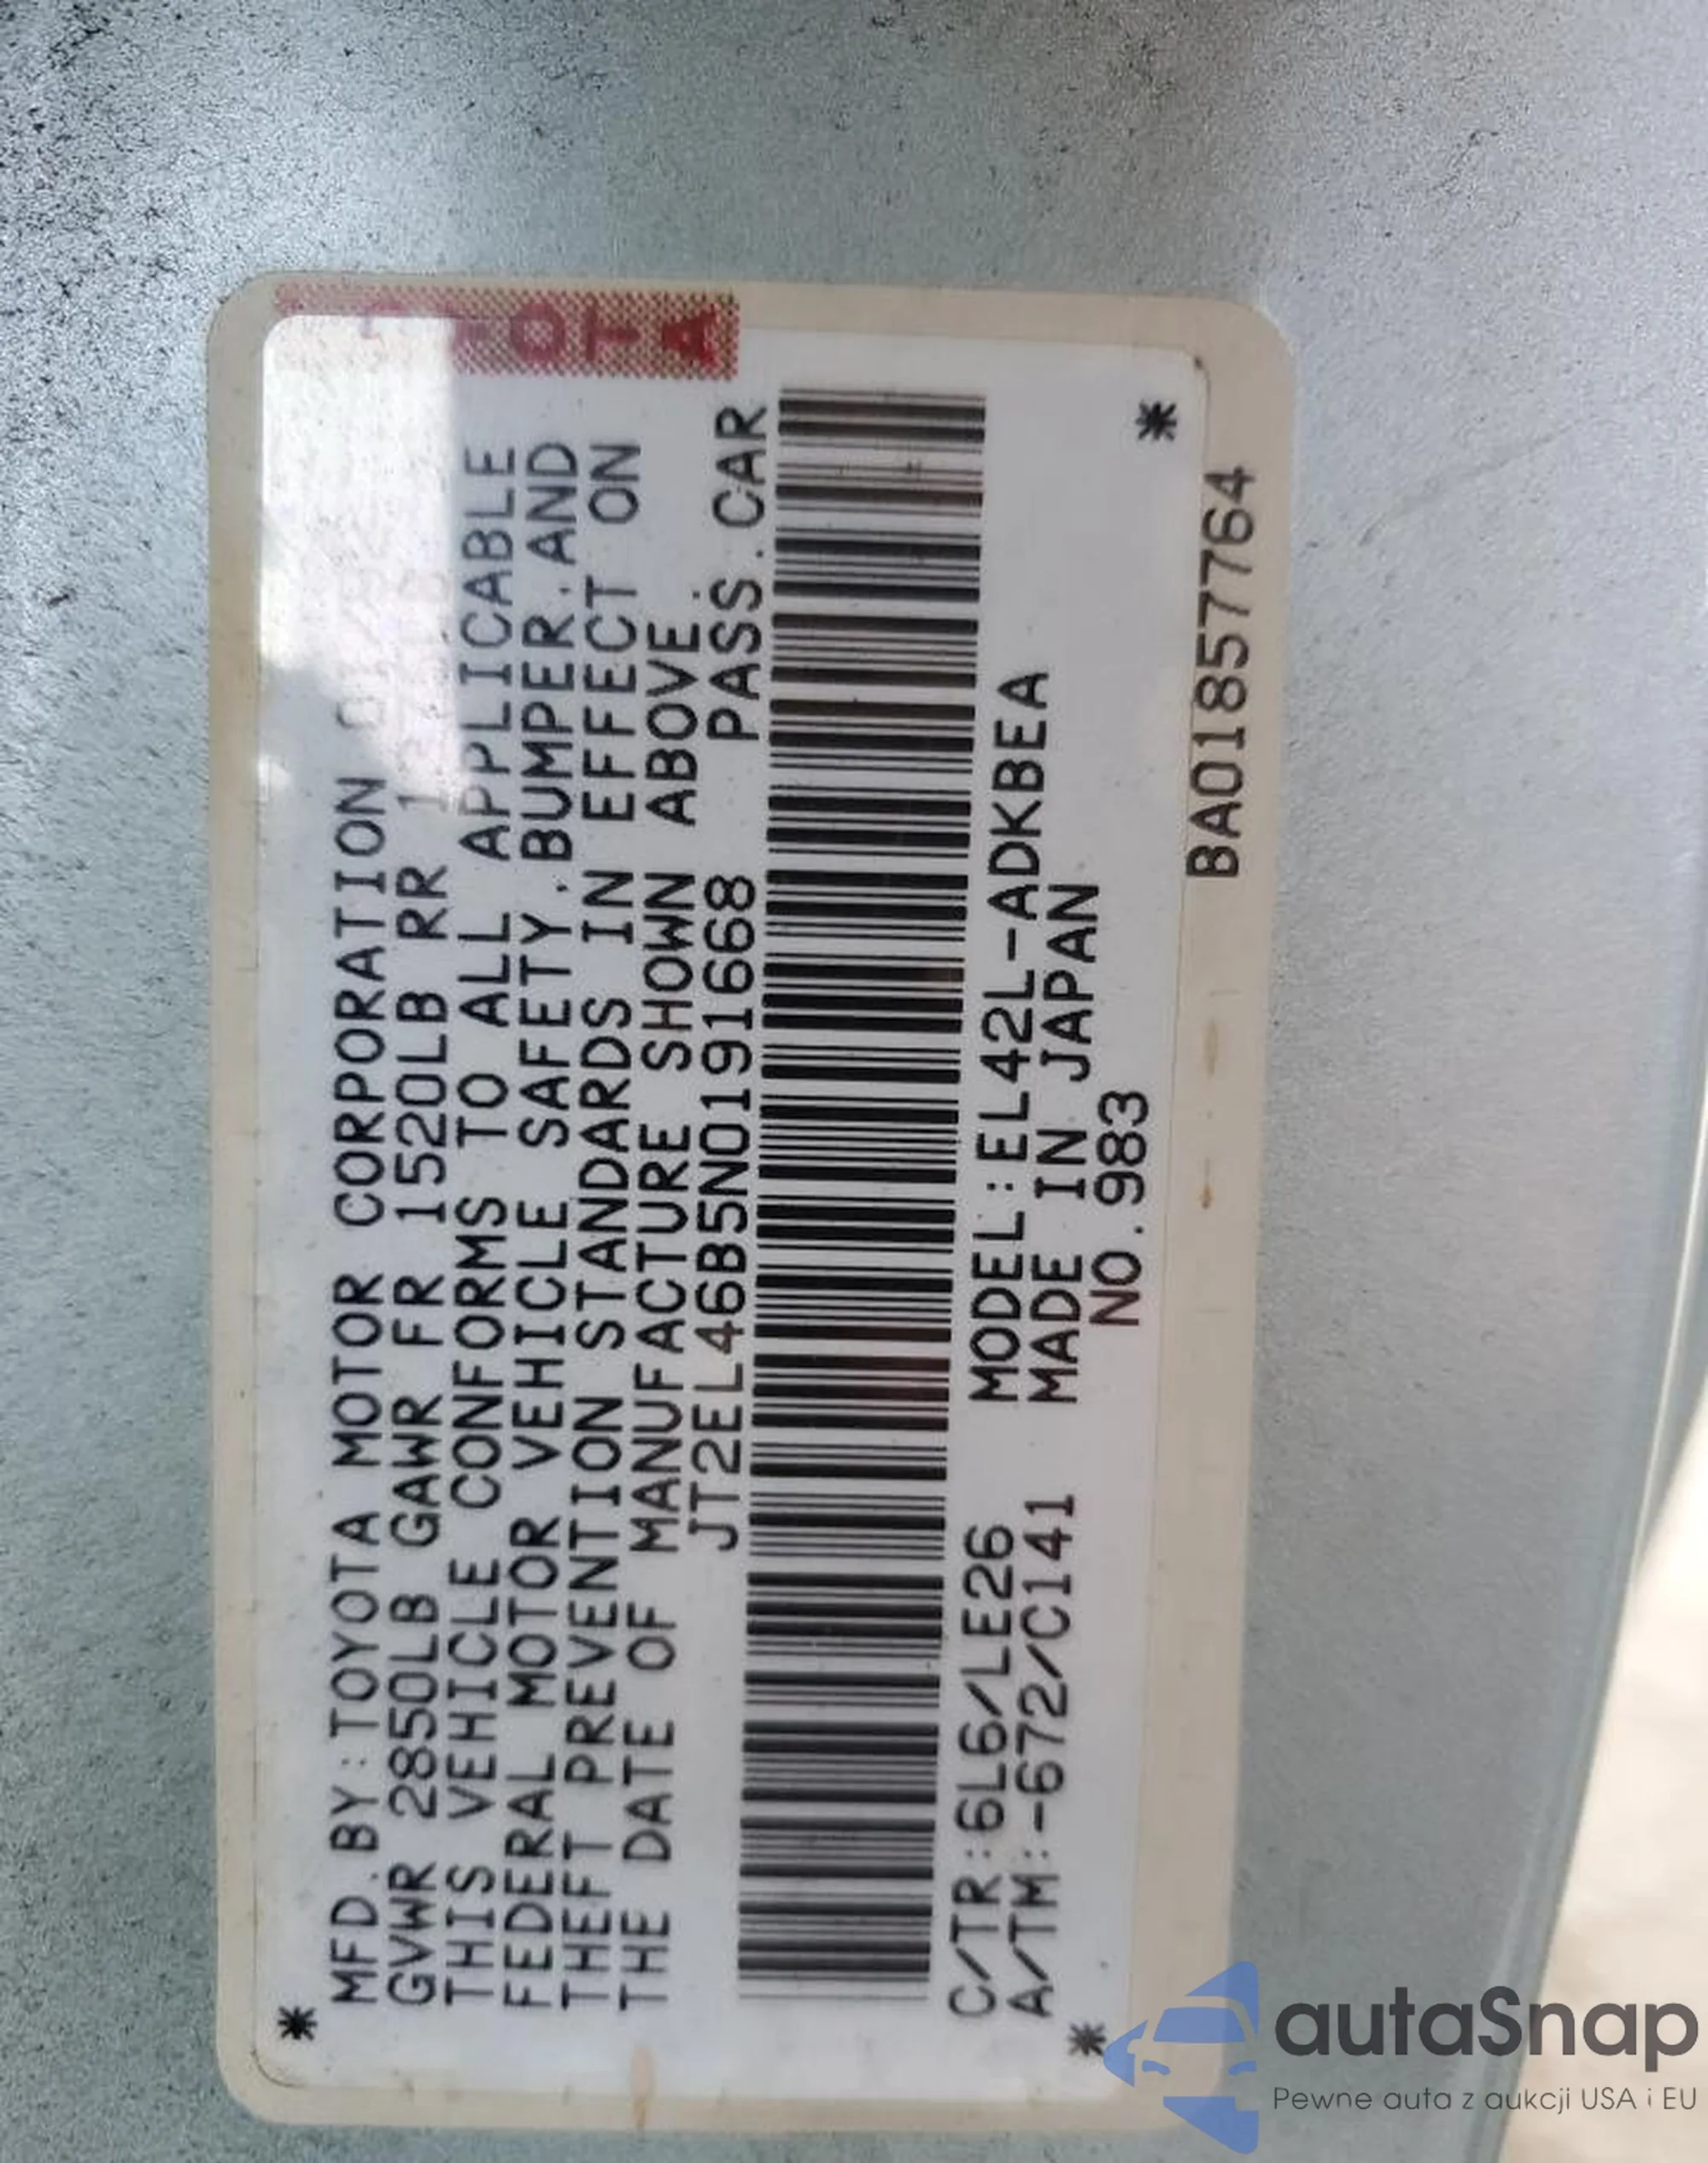 TOYOTA
MFD.BY:TOYOTA MOTOR CORPORATION
GVWR 2850LB GAWR FR 1520LB RR
THIS VEHICLE CONFORMS TO ALL APPLICABLE
FEDERAL MOTOR VEHICLE SAFETY.BUMPER.AND
THEFT PREVENTION STANDARDS IN EFFECT ON
THE DATE OF MANUFACTURE SHOWN ABOVE.
JT2EL46B5N0191668 PASS.CAR
C/TR:6L6/LE26 MODEL:EL42L-ADKBEA
A/TM:-672/C141 MADE IN JAPAN
NO.983
BA01857764
autaSnap
Pewne auta z aukcji USA i EU